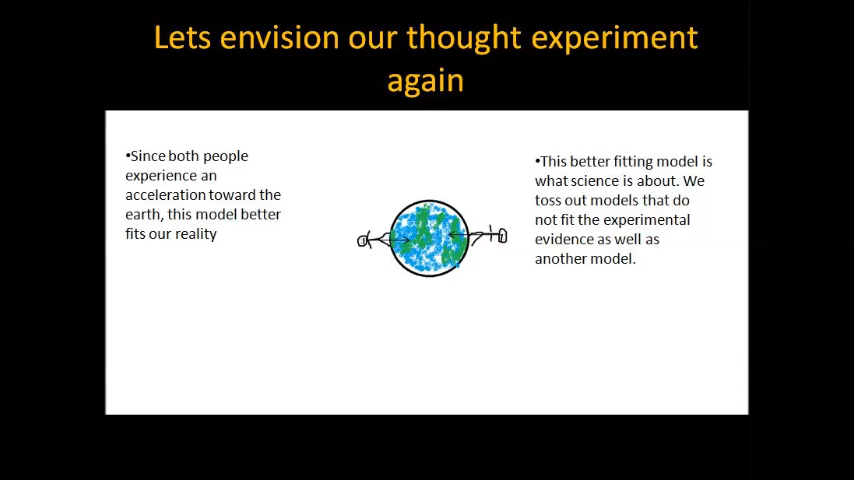 Lets envision our thought experiment
again
•Since both people
experience an
acceleration toward the
earth, this model better
fits our reality
•This better fitting model is
what science is about. We
toss out models that do
not fit the experimental
evidence as well as
another model.